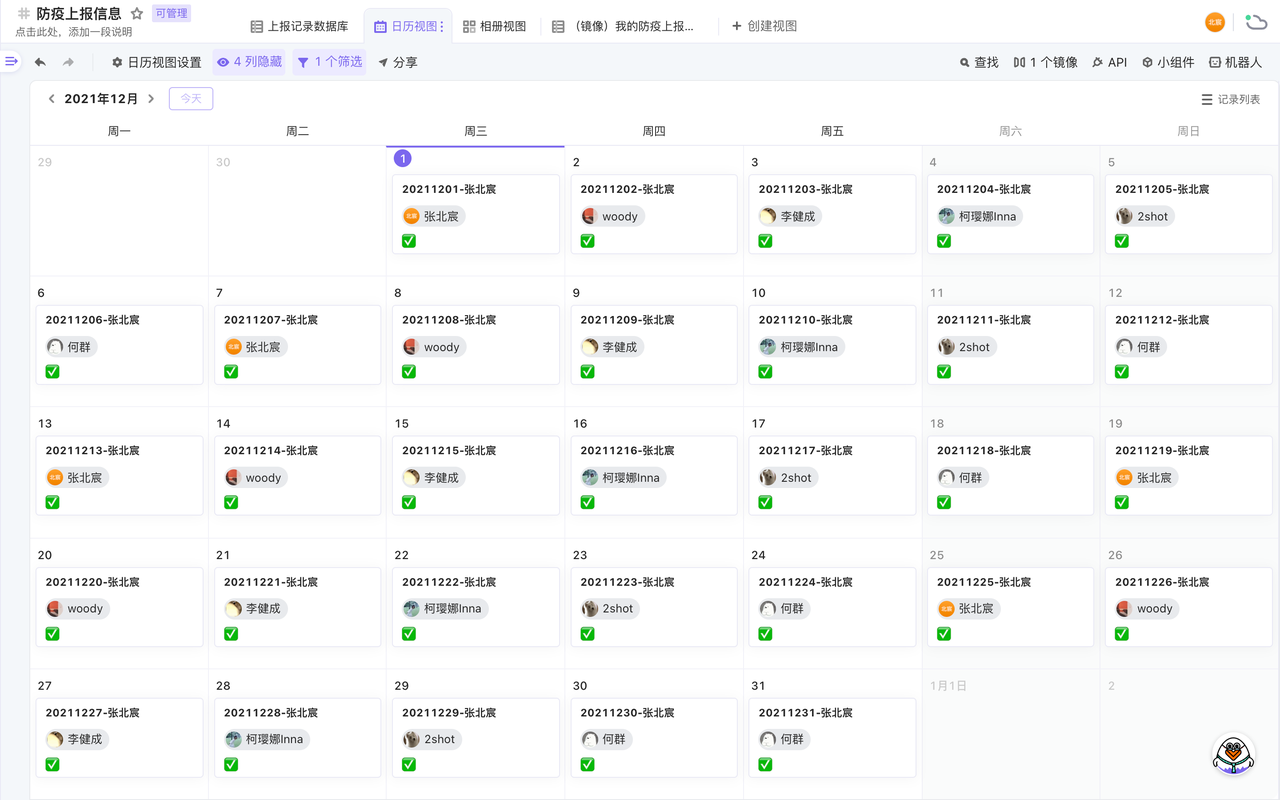 防疫上报信息 可管理
点击此处，添加一段说明
上报记录数据库 日历视图 相册视图 （镜像）我的防疫上报... + 创建视图
北宸
日历视图设置 4 列隐藏 1 个筛选 分享 查找 1 个镜像 API 小组件 机器人
2021年12月 今天 记录列表
周一 周二 周三 周四 周五 周六 周日
29 30 1 2 3 4 5
20211201-张北宸 20211202-张北宸 20211203-张北宸 20211204-张北宸 20211205-张北宸
北宸 张北宸 woody 李健成 柯璎娜Inna 2shot
6 7 8 9 10 11 12
20211206-张北宸 20211207-张北宸 20211208-张北宸 20211209-张北宸 20211210-张北宸 20211211-张北宸 20211212-张北宸
何群 北宸 张北宸 woody 李健成 柯璎娜Inna 2shot 何群
13 14 15 16 17 18 19
20211213-张北宸 20211214-张北宸 20211215-张北宸 20211216-张北宸 20211217-张北宸 20211218-张北宸 20211219-张北宸
北宸 张北宸 woody 李健成 柯璎娜Inna 2shot 何群 北宸 张北宸
20 21 22 23 24 25 26
20211220-张北宸 20211221-张北宸 20211222-张北宸 20211223-张北宸 20211224-张北宸 20211225-张北宸 20211226-张北宸
woody 李健成 柯璎娜Inna 2shot 何群 北宸 张北宸 woody
27 28 29 30 31 1月1日 2
20211227-张北宸 20211228-张北宸 20211229-张北宸 20211230-张北宸 20211231-张北宸
李健成 柯璎娜Inna 2shot 何群 何群